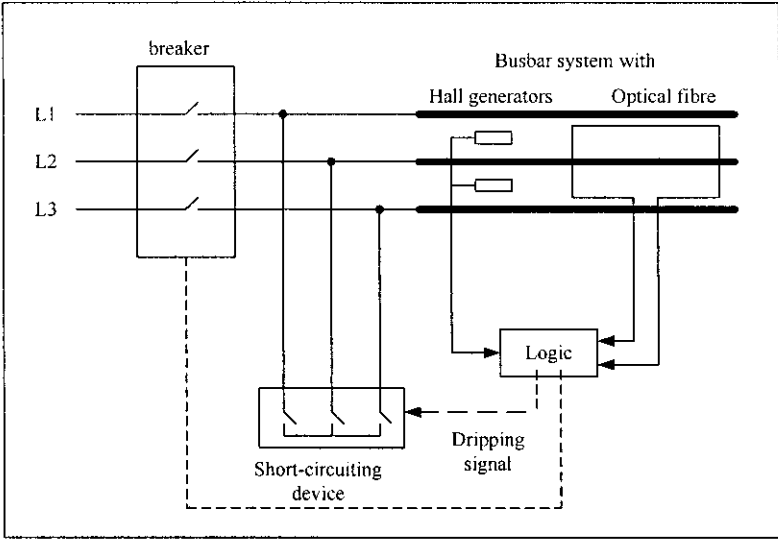 breaker
Busbar system with
Hall generators
Optical fibre
L1
L2
L3
Logic
Dripping
signal
Short-circuiting
device